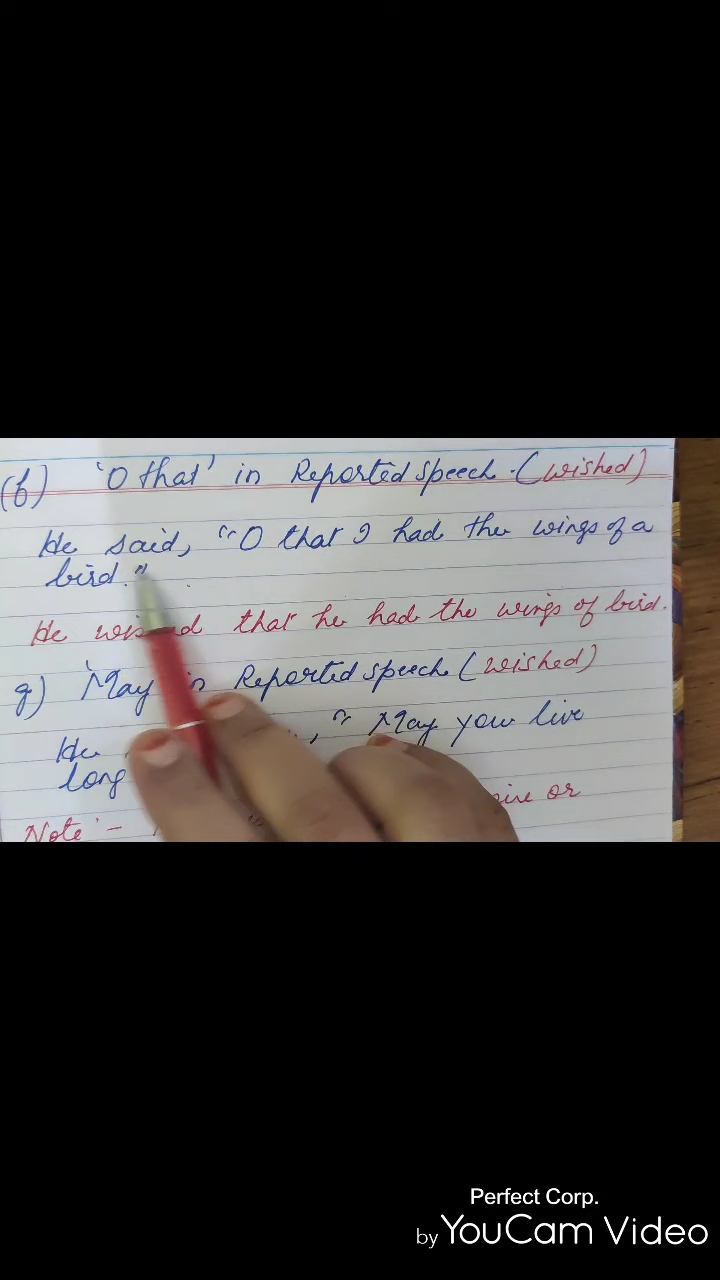 (f) 'O that' in Reported speech. (wished)
He said, "O that I had the wings of a
bird."
He wished that he had the wings of bird.
g) 'May in Reported speech (wished)
He , " May you live
long
or
Note :-
Perfect Corp.
by YouCam Video